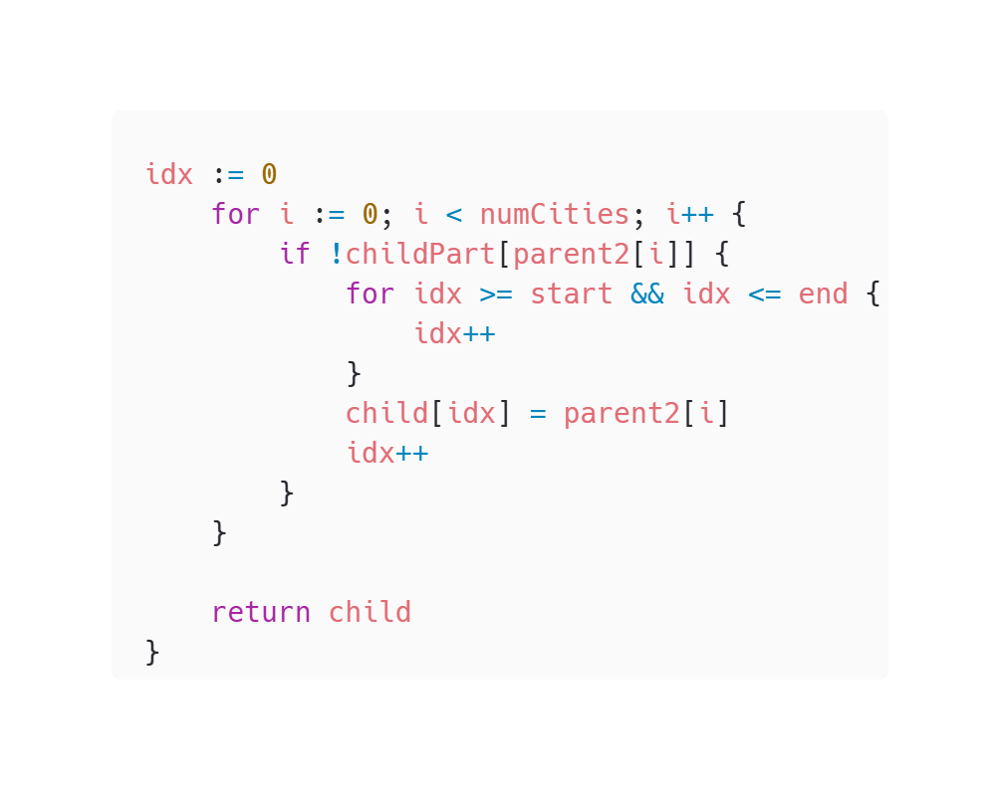 idx := 0
    for i := 0; i < numCities; i++ {
        if !childPart[parent2[i]] {
            for idx >= start && idx <= end {
                idx++
            }
            child[idx] = parent2[i]
            idx++
        }
    }

    return child
}